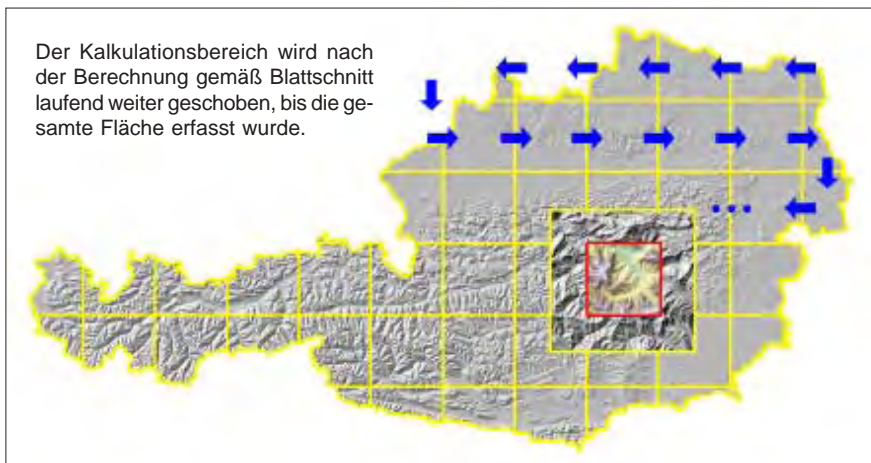 Der Kalkulationsbereich wird nach
der Berechnung gemäß Blattschnitt
laufend weiter geschoben, bis die ge-
samte Fläche erfasst wurde.